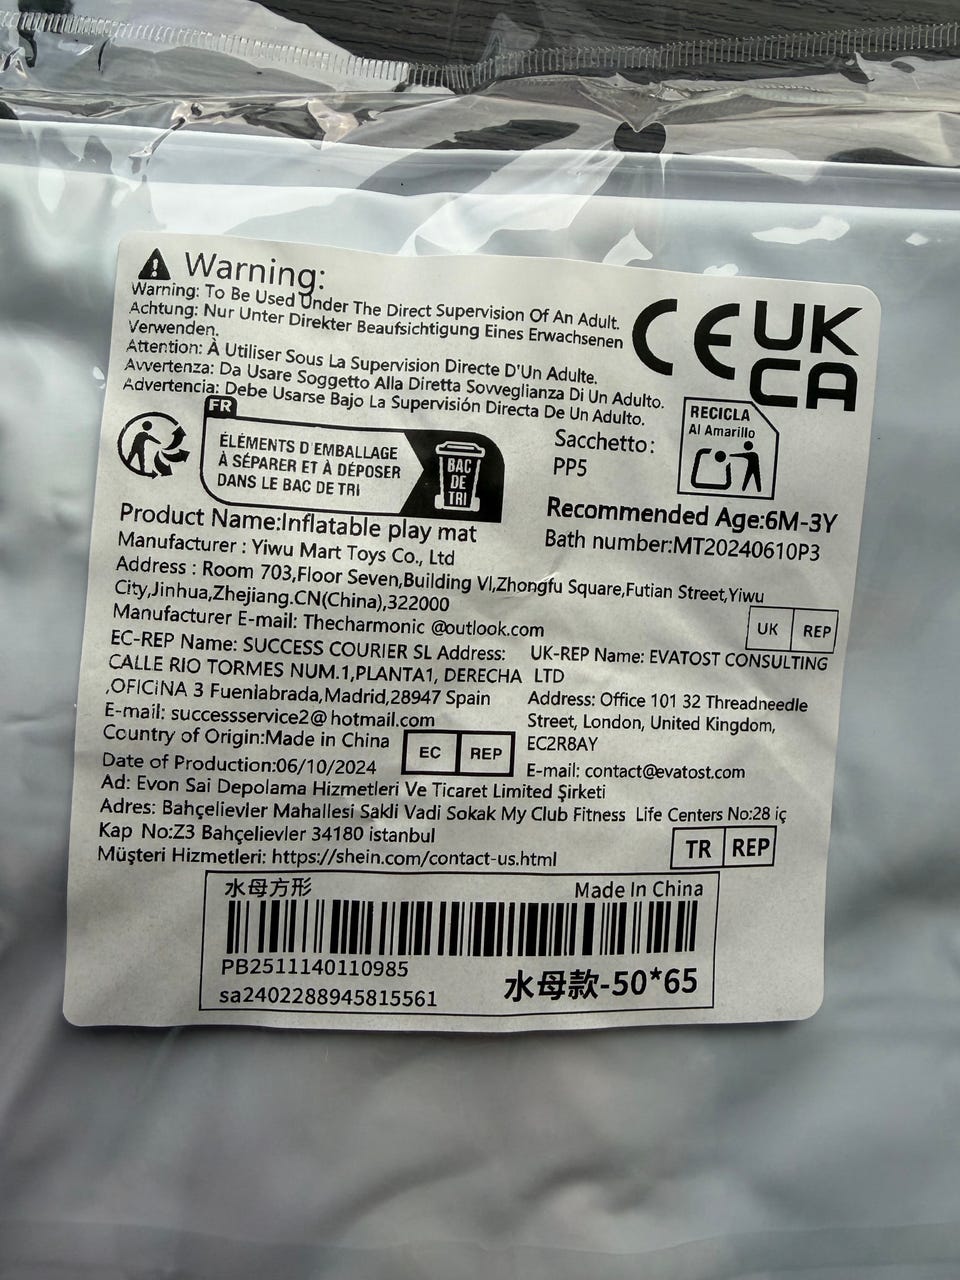 Warning:
Warning: To Be Used Under The Direct Supervision Of An Adult.
Achtung: Nur Unter Direkter Beaufsichtigung Eines Erwachsenen
Verwenden.
Attention: À Utiliser Sous La Supervision Directe D'Un Adulte.
Avvertenza: Da Usare Soggetto Alla Diretta Sovveglianza Di Un Adulto.
Advertencia: Debe Usarse Bajo La Supervisión Directa De Un Adulto.
CE
UK
CA
FR
ÉLÉMENTS D'EMBALLAGE
À SÉPARER ET À DÉPOSER
DANS LE BAC DE TRI
BAC
DE
TRI
Sacchetto:
PP5
RECICLA
Al Amarillo
Recommended Age:6M-3Y
Bath number:MT20240610P3
Product Name:Inflatable play mat
Manufacturer : Yiwu Mart Toys Co., Ltd
Address : Room 703,Floor Seven,Building VI,Zhongfu Square,Futian Street,Yiwu
City,Jinhua,Zhejiang.CN(China),322000
Manufacturer E-mail: Thecharmonic @outlook.com
UK REP
EC-REP Name: SUCCESS COURIER SL Address:
CALLE RIO TORMES NUM.1,PLANTA1, DERECHA
,OFICiNA 3 Fueniabrada,Madrid,28947 Spain
E-mail: successservice2@ hotmail.com
Country of Origin:Made in China
Date of Production:06/10/2024
EC REP
UK-REP Name: EVATOST CONSULTING
LTD
Address: Office 101 32 Threadneedle
Street, London, United Kingdom,
EC2R8AY
E-mail: contact@evatost.com
Ad: Evon Sai Depolama Hizmetleri Ve Ticaret Limited Şirketi
Adres: Bahçelievler Mahallesi Sakli Vadi Sokak My Club Fitness Life Centers No:28 iç
Kap No:Z3 Bahçelievler 34180 istanbul
Müşteri Hizmetleri: https://shein.com/contact-us.html
TR REP
水母方形
Made In China
PB2511140110985
sa2402288945815561
水母款-50*65